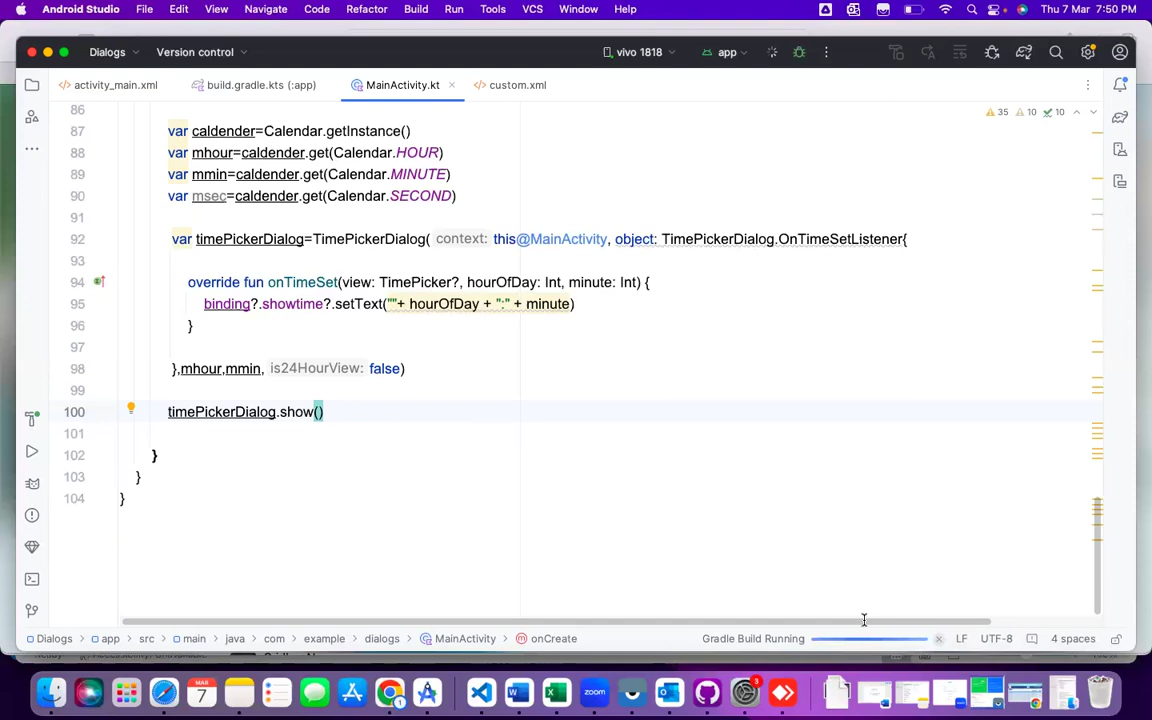 Android Studio File Edit View Navigate Code Refactor Build Run Tools VCS Window Help Thu 7 Mar 7:50 PM
Dialogs Version control vivo 1818 app
activity_main.xml build.gradle.kts (:app) MainActivity.kt custom.xml
86 35 10 10
87 var caldender=Calendar.getInstance()
88 var mhour=caldender.get(Calendar.HOUR)
89 var mmin=caldender.get(Calendar.MINUTE)
90 var msec=caldender.get(Calendar.SECOND)
91
92 var timePickerDialog=TimePickerDialog( context: this@MainActivity, object: TimePickerDialog.OnTimeSetListener{
93
94 override fun onTimeSet(view: TimePicker?, hourOfDay: Int, minute: Int) {
95 binding?.showtime?.setText(""+ hourOfDay + ":" + minute)
96 }
97
98 },mhour,mmin, is24HourView: false)
99
100 timePickerDialog.show()
101
102 }
103 }
104 }
Dialogs app src main java com example dialogs MainActivity onCreate Gradle Build Running LF UTF-8 4 spaces
MAR
7 zoom 3
1